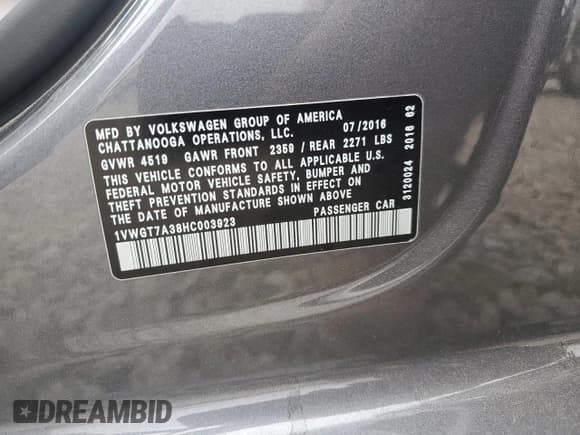 MFD BY VOLKSWAGEN GROUP OF AMERICA
CHATTANOOGA OPERATIONS, LLC. 07/2016
GVWR 4519 GAWR FRONT 2359 / REAR 2271 LBS
THIS VEHICLE CONFORMS TO ALL APPLICABLE U.S.
FEDERAL MOTOR VEHICLE SAFETY, BUMPER AND
THEFT PREVENTION STANDARDS IN EFFECT ON
THE DATE OF MANUFACTURE SHOWN ABOVE
1VWGT7A38HC003923 PASSENGER CAR
3120024 2016 62
DREAMBID